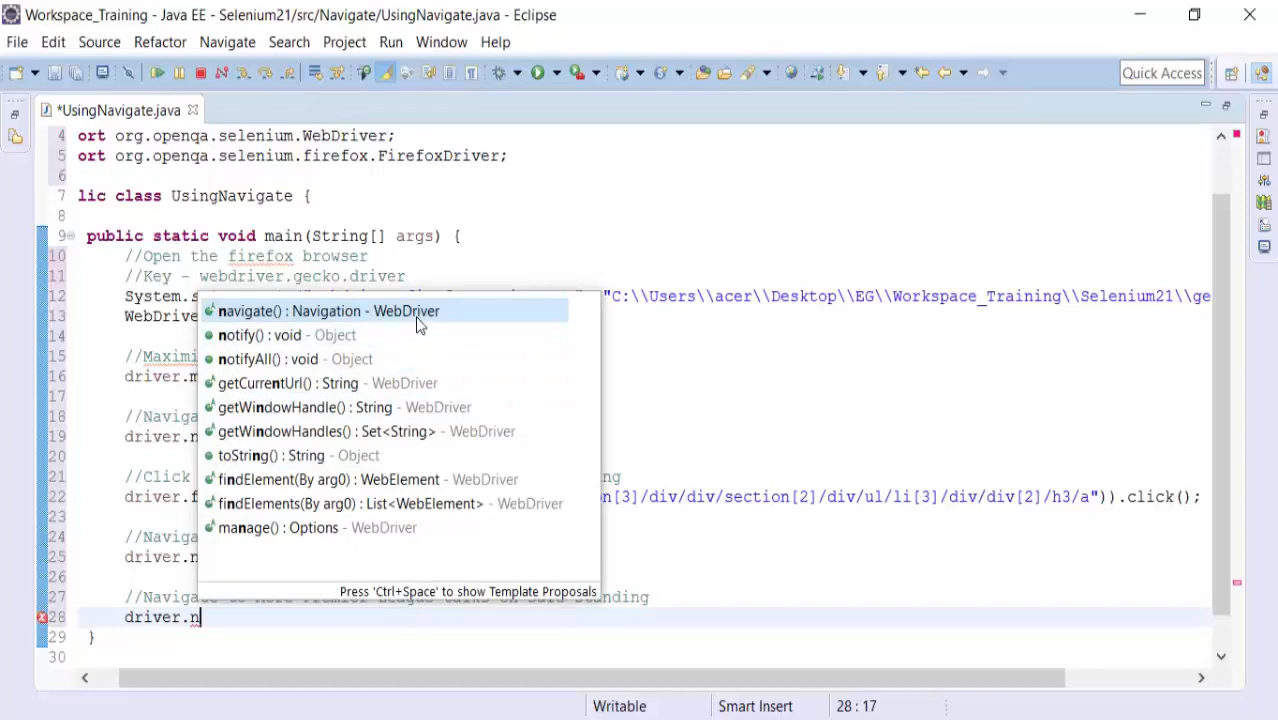 Workspace_Training - Java EE - Selenium21/src/Navigate/UsingNavigate.java - Eclipse
File Edit Source Refactor Navigate Search Project Run Window Help
Quick Access
*UsingNavigate.java
4 ort org.openqa.selenium.WebDriver;
5 ort org.openqa.selenium.firefox.FirefoxDriver;
6
7 lic class UsingNavigate {
8
9 public static void main(String[] args) {
10 //Open the firefox browser
11 //Key - webdriver.gecko.driver
12 System.s "C:\\Users\\acer\\Desktop\\EG\\Workspace_Training\\Selenium21\\ge
13 WebDrive
14
15 //Maximi
16 driver.m
17
18 //Naviga
19 driver.n
20
21 //Click ng
22 driver.f on[3]/div/div/section[2]/div/ul/li[3]/div/div[2]/h3/a")).click();
23
24 //Naviga
25 driver.n
26
27 //Navigate
28 driver.n
29 }
30
navigate() : Navigation - WebDriver
notify() : void - Object
notifyAll() : void - Object
getCurrentUrl() : String - WebDriver
getWindowHandle() : String - WebDriver
getWindowHandles() : Set<String> - WebDriver
toString() : String - Object
findElement(By arg0) : WebElement - WebDriver
findElements(By arg0) : List<WebElement> - WebDriver
manage() : Options - WebDriver
Press 'Ctrl+Space' to show Template Proposals
Writable Smart Insert 28 : 17